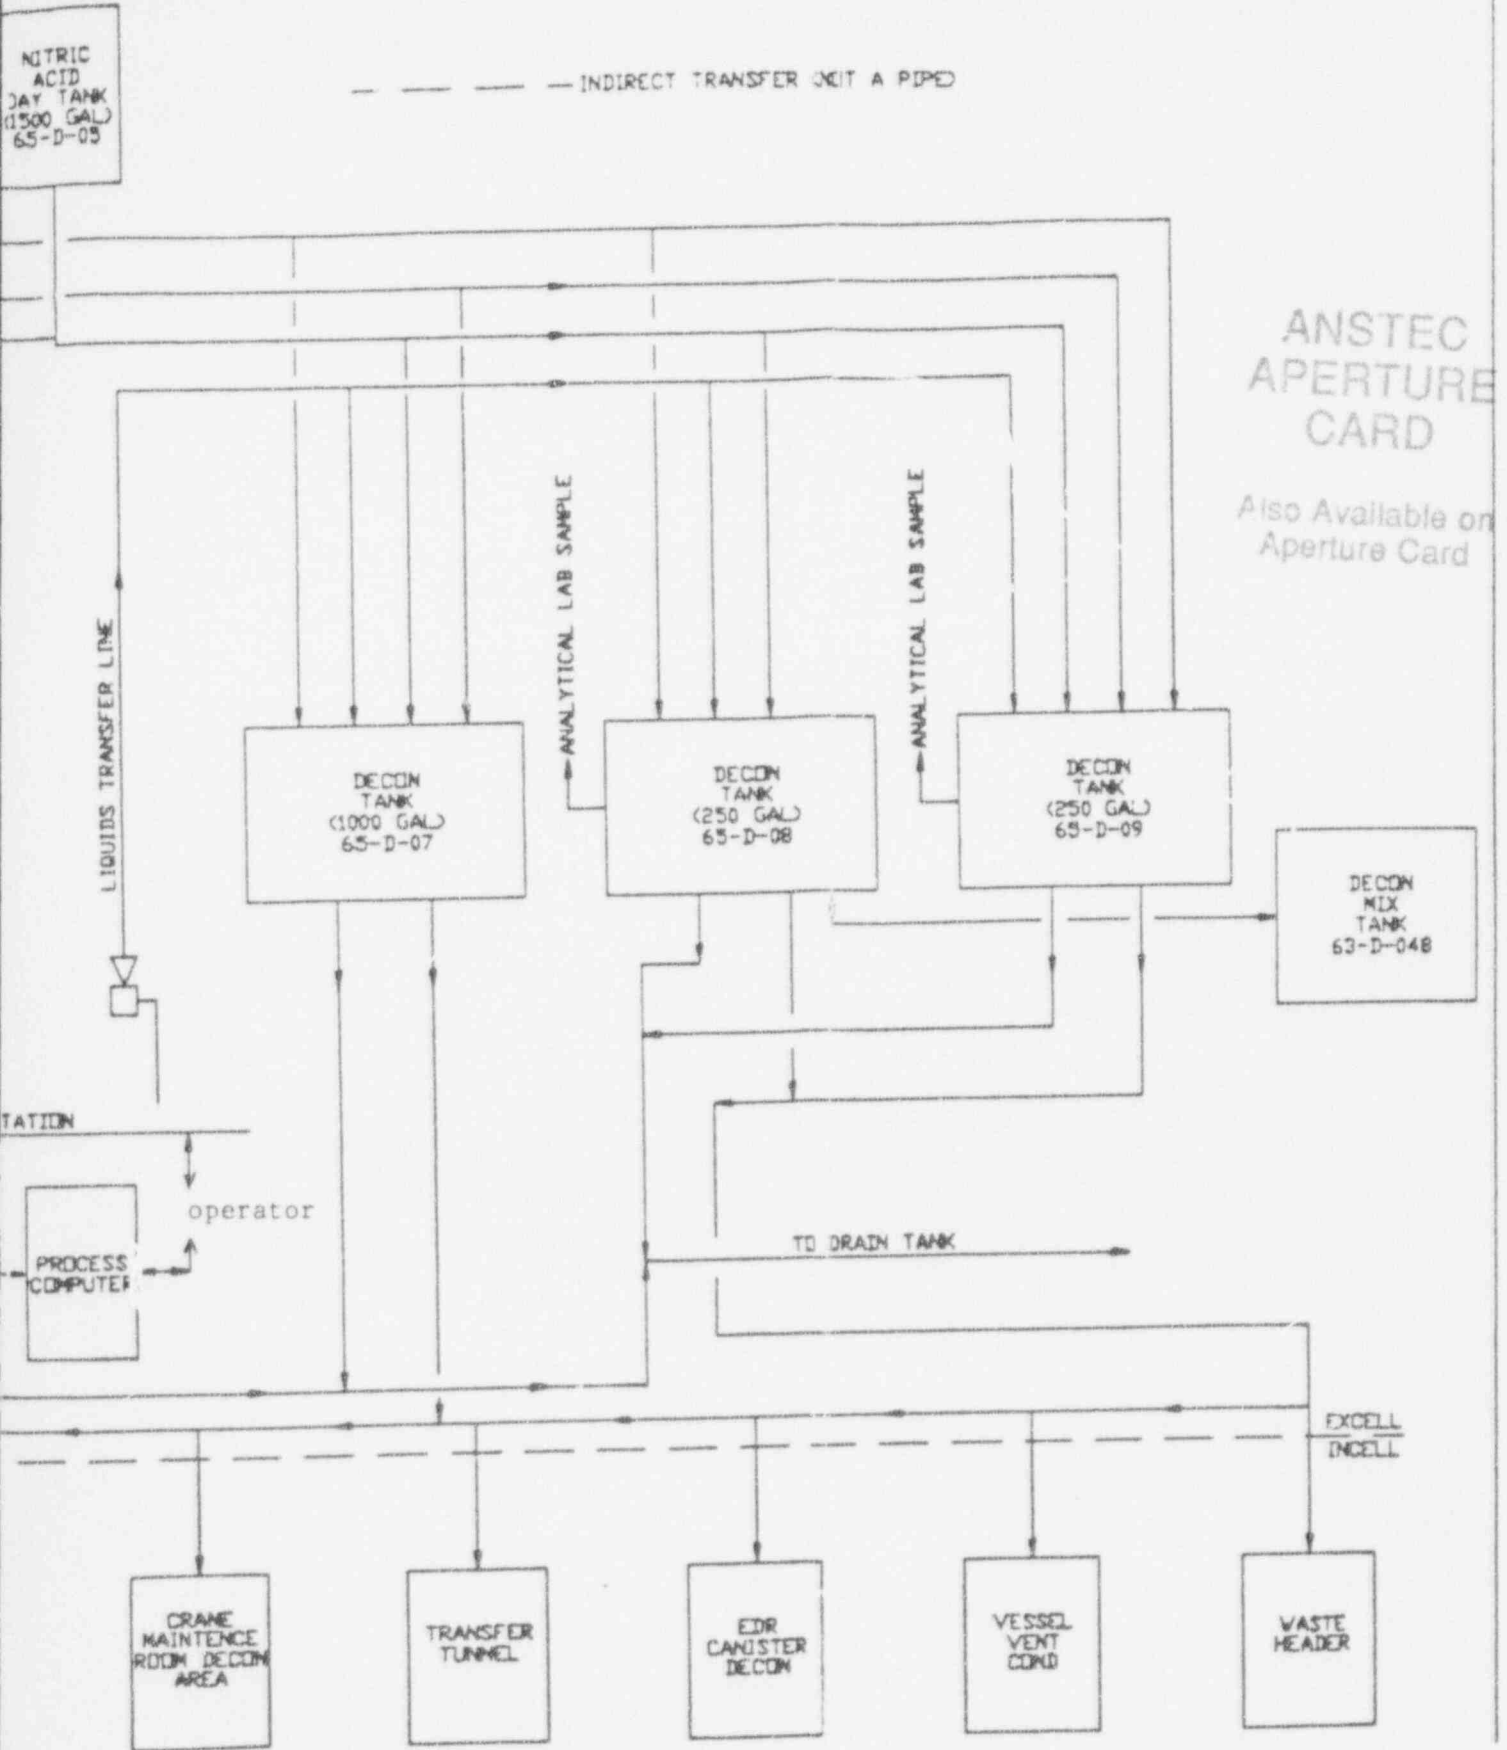 NITRIC
ACID
DAY TANK
(1500 GAL)
65-D-05
INDIRECT TRANSFER (NOT A PIPE)
ANSTEC
APERTURE
CARD
Also Available on
Aperture Card
LIQUIDS TRANSFER LINE
ANALYTICAL LAB SAMPLE
ANALYTICAL LAB SAMPLE
DECON
TANK
(1000 GAL)
65-D-07
DECON
TANK
(250 GAL)
65-D-08
DECON
TANK
(250 GAL)
65-D-09
DECON
MIX
TANK
63-D-04B
TATION
operator
PROCESS
COMPUTER
TO DRAIN TANK
EXCELL
INCELL
CRANE
MAINTENCE
ROOM DECON
AREA
TRANSFER
TUNNEL
EDR
CANISTER
DECON
VESSEL
VENT
COND
WASTE
HEADER